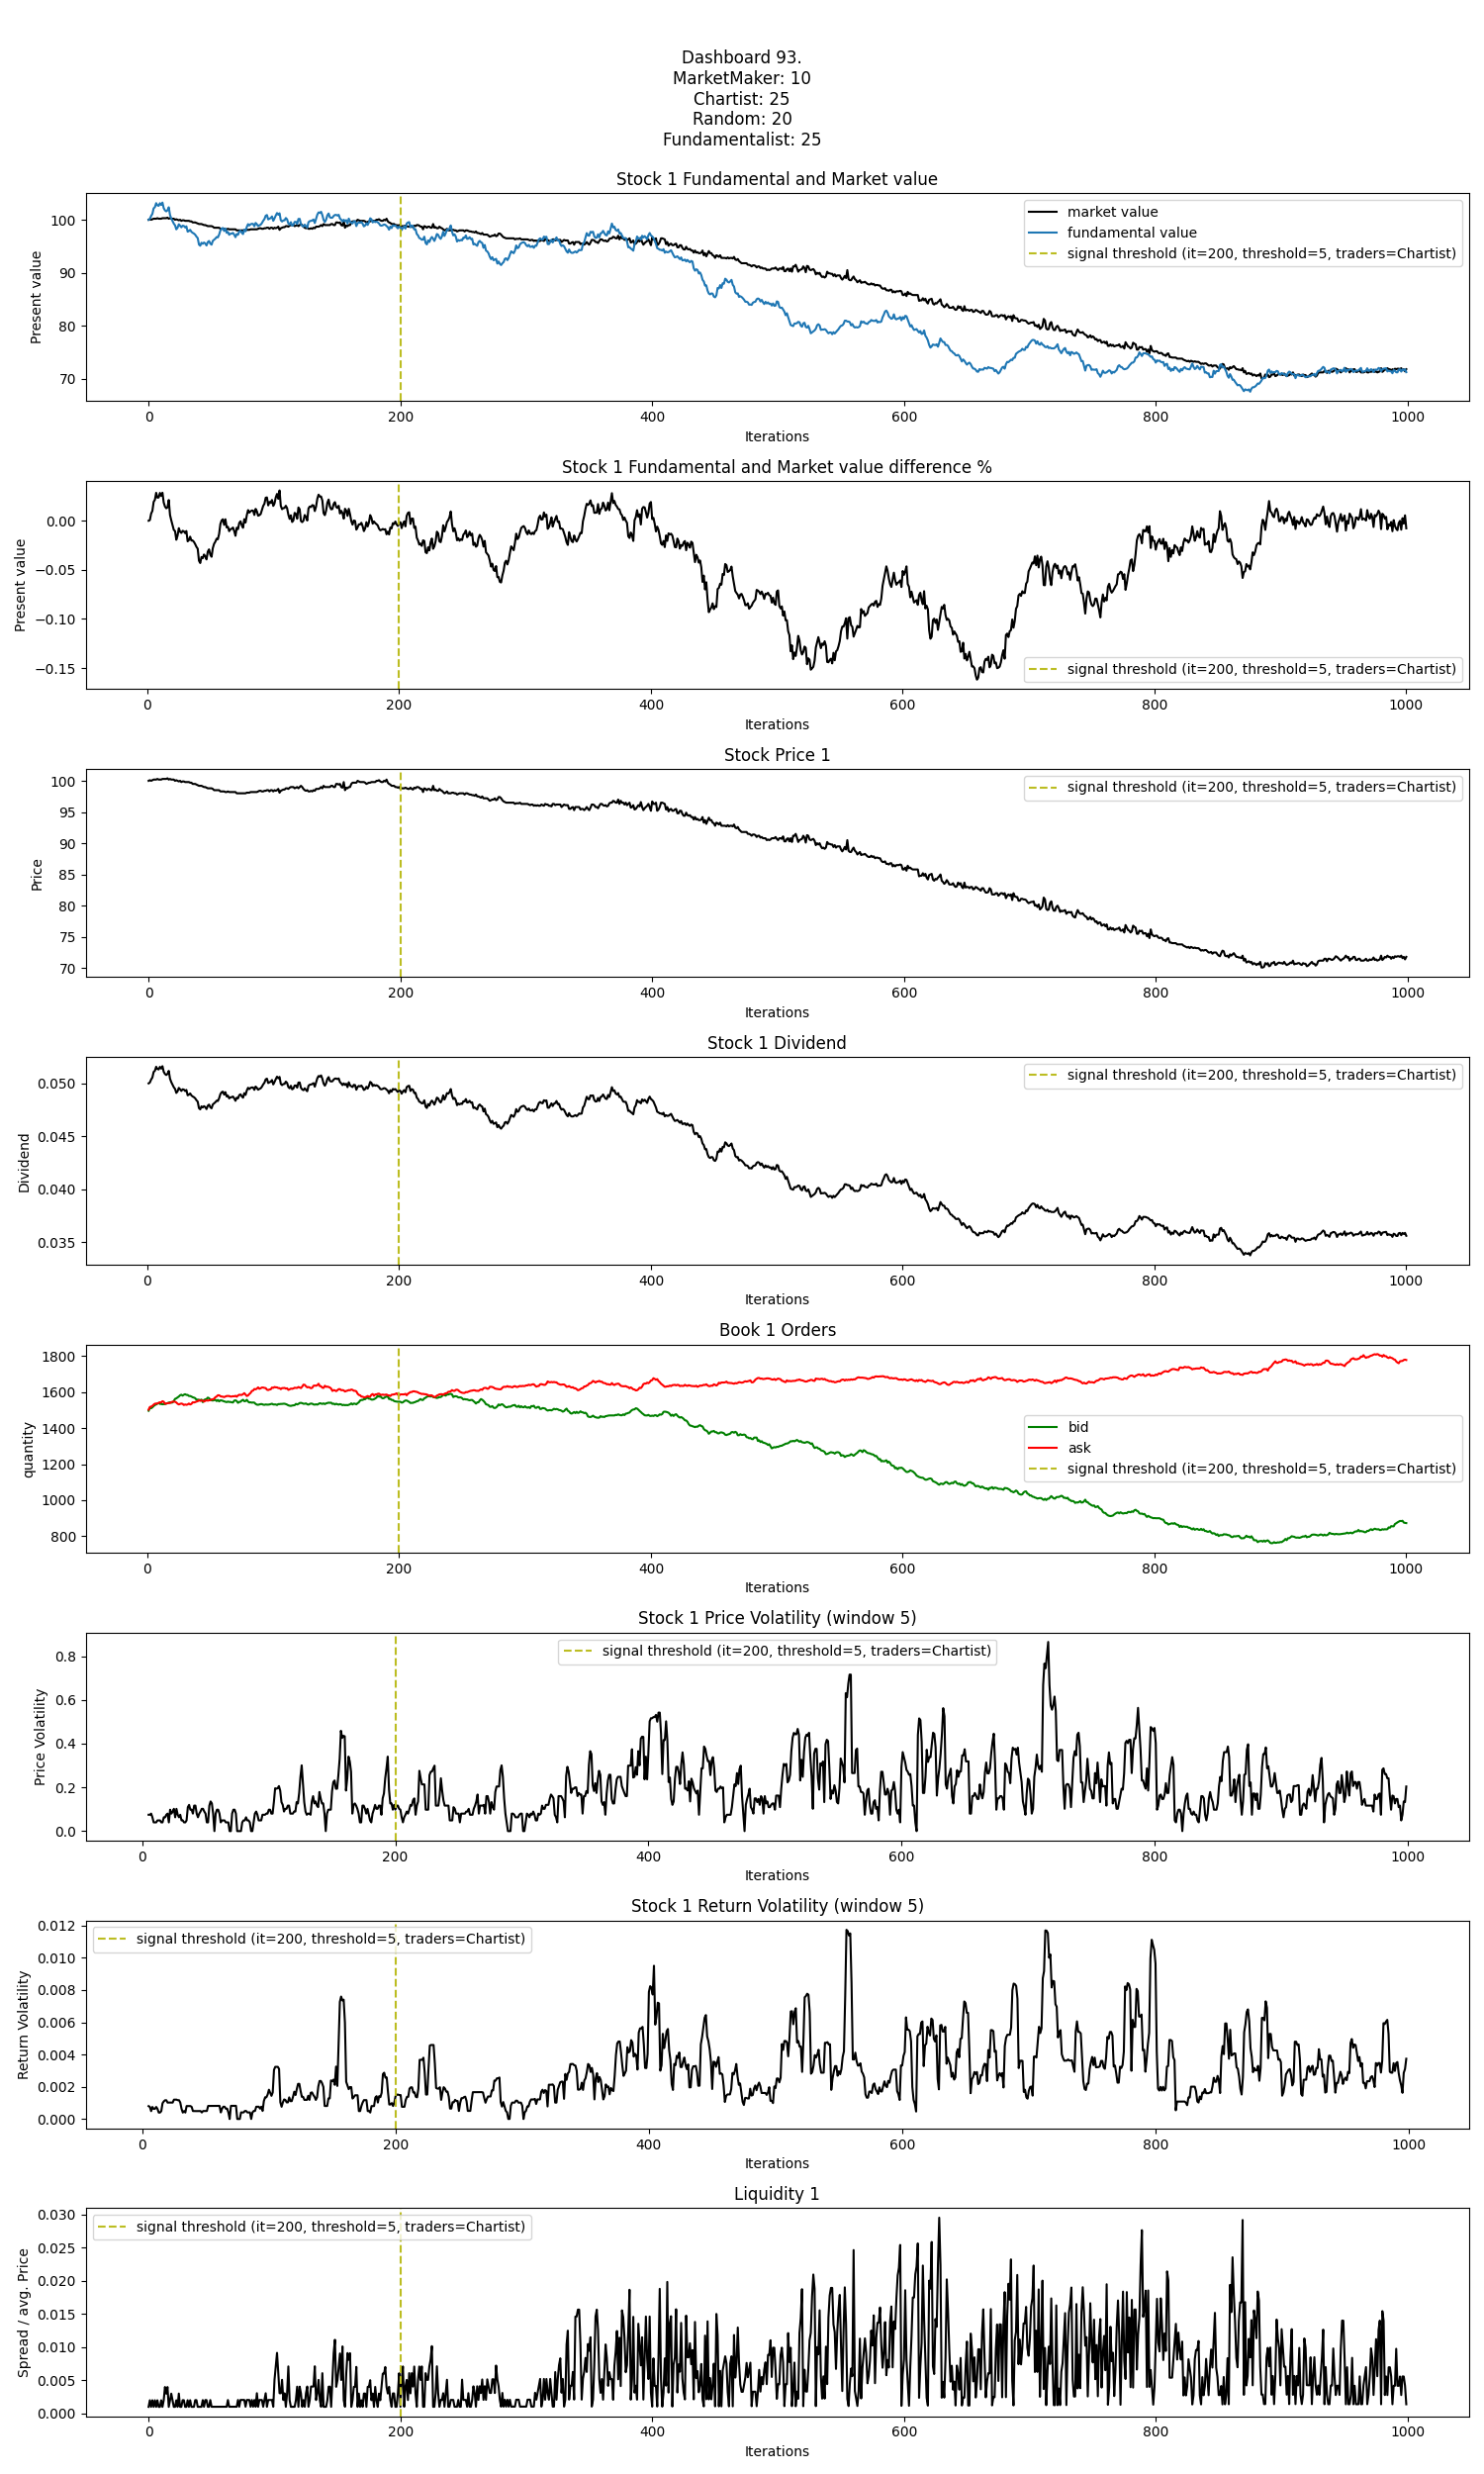 Dashboard 93.
MarketMaker: 10
Chartist: 25
Random: 20
Fundamentalist: 25
Stock 1 Fundamental and Market value
Present value
100
90
80
70
market value
fundamental value
signal threshold (it=200, threshold=5, traders=Chartist)
0 200 400 600 800 1000
Iterations
Stock 1 Fundamental and Market value difference %
Present value
0.00
−0.05
−0.10
−0.15
signal threshold (it=200, threshold=5, traders=Chartist)
0 200 400 600 800 1000
Iterations
Stock Price 1
Price
100
95
90
85
80
75
70
signal threshold (it=200, threshold=5, traders=Chartist)
0 200 400 600 800 1000
Iterations
Stock 1 Dividend
Dividend
0.050
0.045
0.040
0.035
signal threshold (it=200, threshold=5, traders=Chartist)
0 200 400 600 800 1000
Iterations
Book 1 Orders
quantity
1800
1600
1400
1200
1000
800
bid
ask
signal threshold (it=200, threshold=5, traders=Chartist)
0 200 400 600 800 1000
Iterations
Stock 1 Price Volatility (window 5)
Price Volatility
0.8
0.6
0.4
0.2
0.0
signal threshold (it=200, threshold=5, traders=Chartist)
0 200 400 600 800 1000
Iterations
Stock 1 Return Volatility (window 5)
Return Volatility
0.012
0.010
0.008
0.006
0.004
0.002
0.000
signal threshold (it=200, threshold=5, traders=Chartist)
0 200 400 600 800 1000
Iterations
Liquidity 1
Spread / avg. Price
0.030
0.025
0.020
0.015
0.010
0.005
0.000
signal threshold (it=200, threshold=5, traders=Chartist)
0 200 400 600 800 1000
Iterations